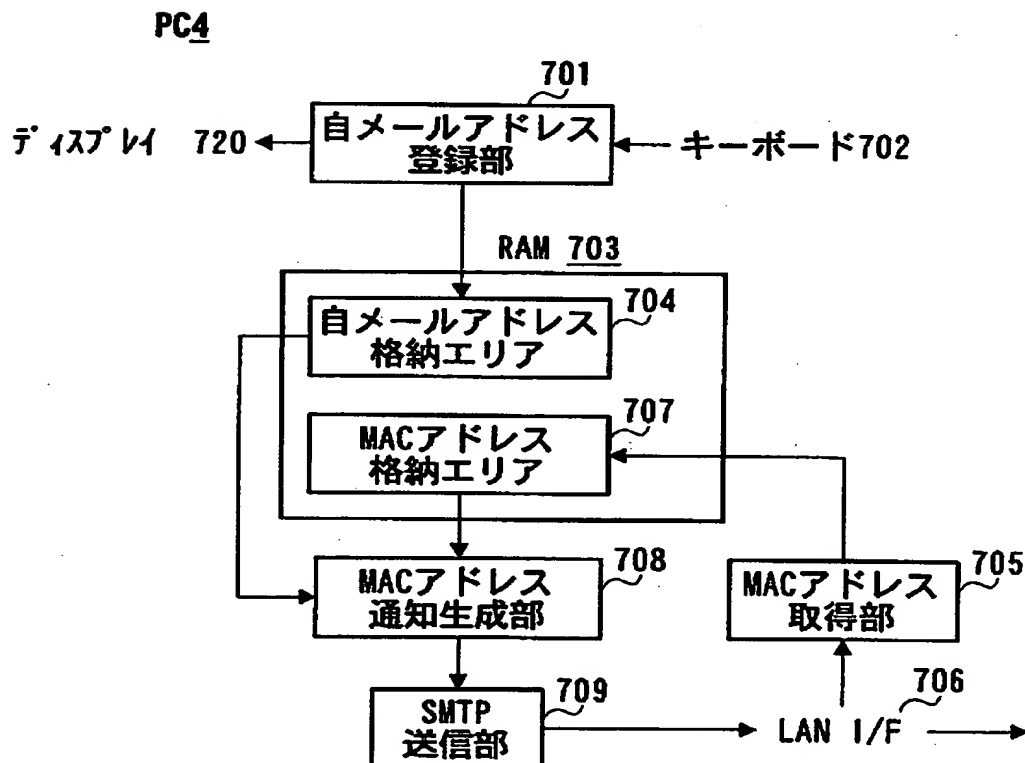 PC4
701
自メールアドレス
登録部
ディスプレイ 720
キーボード702
RAM 703
自メールアドレス
格納エリア
704
MACアドレス
格納エリア
707
MACアドレス
通知生成部
708
MACアドレス
取得部
705
SMTP
送信部
709
LAN I/F
706